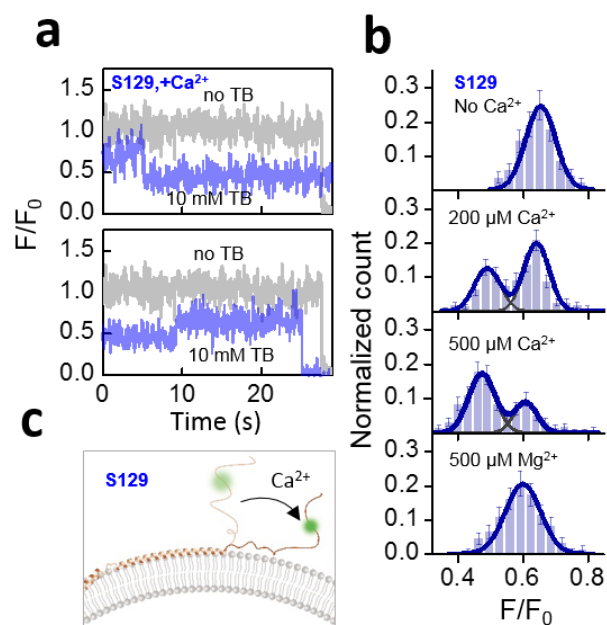 a
S129,+Ca²⁺
no TB
10 mM TB
1.5
1.0
0.5
0.0
no TB
10 mM TB
1.5
1.0
0.5
0.0
0
10
20
F/F₀
Time (s)
b
S129
No Ca²⁺
0.3
0.2
0.1
200 µM Ca²⁺
0.3
0.2
0.1
500 µM Ca²⁺
0.3
0.2
0.1
500 µM Mg²⁺
0.3
0.2
0.1
0.0
0.4
0.6
0.8
Normalized count
F/F₀
c
S129
Ca²⁺